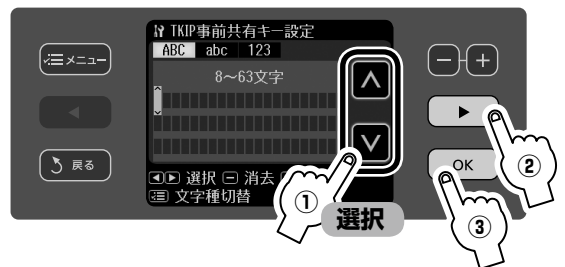 TKIP事前共有キー設定
ABC abc 123
8～63文字
メニュー
戻る
選択 消去
文字種切替
OK
①
選択
②
③